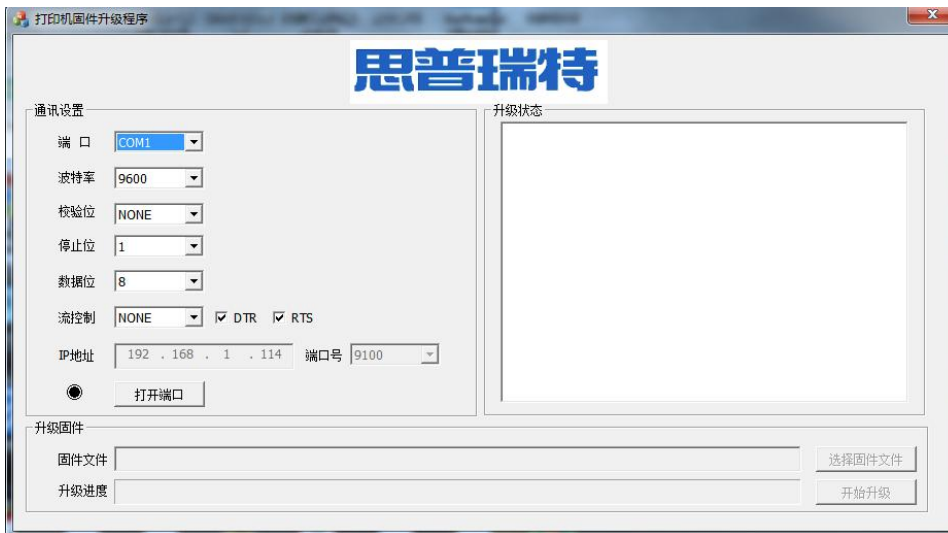 打印机固件升级程序
思普瑞特
通讯设置
端 口 COM1
波特率 9600
校验位 NONE
停止位 1
数据位 8
流控制 NONE DTR RTS
IP地址 192 . 168 . 1 . 114 端口号 9100
打开端口
升级状态
升级固件
固件文件 选择固件文件
升级进度 开始升级